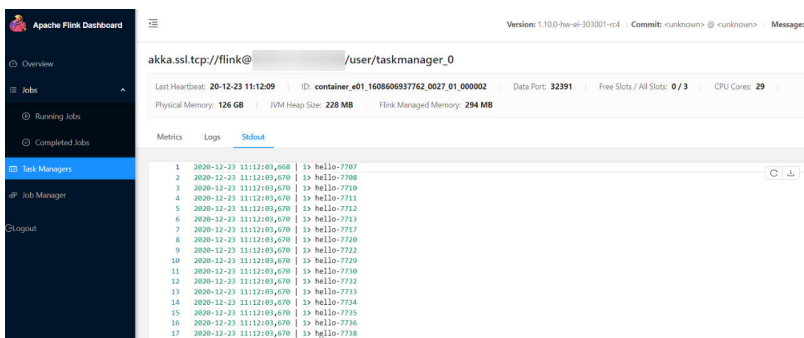 Apache Flink Dashboard
Version: 1.10.0-hw-ei-303001-rc4 Commit: <unknown> @ <unknown> Message:
Overview
Jobs
Running Jobs
Completed Jobs
Task Managers
Job Manager
Logout
akka.ssl.tcp://flink@ /user/taskmanager_0
Last Heartbeat: 20-12-23 11:12:09 ID: container_e01_1608606937762_0027_01_000002 Data Port: 32391 Free Slots / All Slots: 0 / 3 CPU Cores: 29
Physical Memory: 126 GB JVM Heap Size: 228 MB Flink Managed Memory: 294 MB
Metrics Logs Stdout
1 2020-12-23 11:12:03,668 | 1> hello-7707
2 2020-12-23 11:12:03,670 | 1> hello-7708
3 2020-12-23 11:12:03,670 | 1> hello-7710
4 2020-12-23 11:12:03,670 | 1> hello-7711
5 2020-12-23 11:12:03,670 | 1> hello-7712
6 2020-12-23 11:12:03,670 | 1> hello-7713
7 2020-12-23 11:12:03,670 | 1> hello-7717
8 2020-12-23 11:12:03,670 | 1> hello-7720
9 2020-12-23 11:12:03,670 | 1> hello-7722
10 2020-12-23 11:12:03,670 | 1> hello-7729
11 2020-12-23 11:12:03,670 | 1> hello-7730
12 2020-12-23 11:12:03,670 | 1> hello-7732
13 2020-12-23 11:12:03,670 | 1> hello-7733
14 2020-12-23 11:12:03,670 | 1> hello-7734
15 2020-12-23 11:12:03,670 | 1> hello-7735
16 2020-12-23 11:12:03,670 | 1> hello-7736
17 2020-12-23 11:12:03,670 | 1> hello-7738